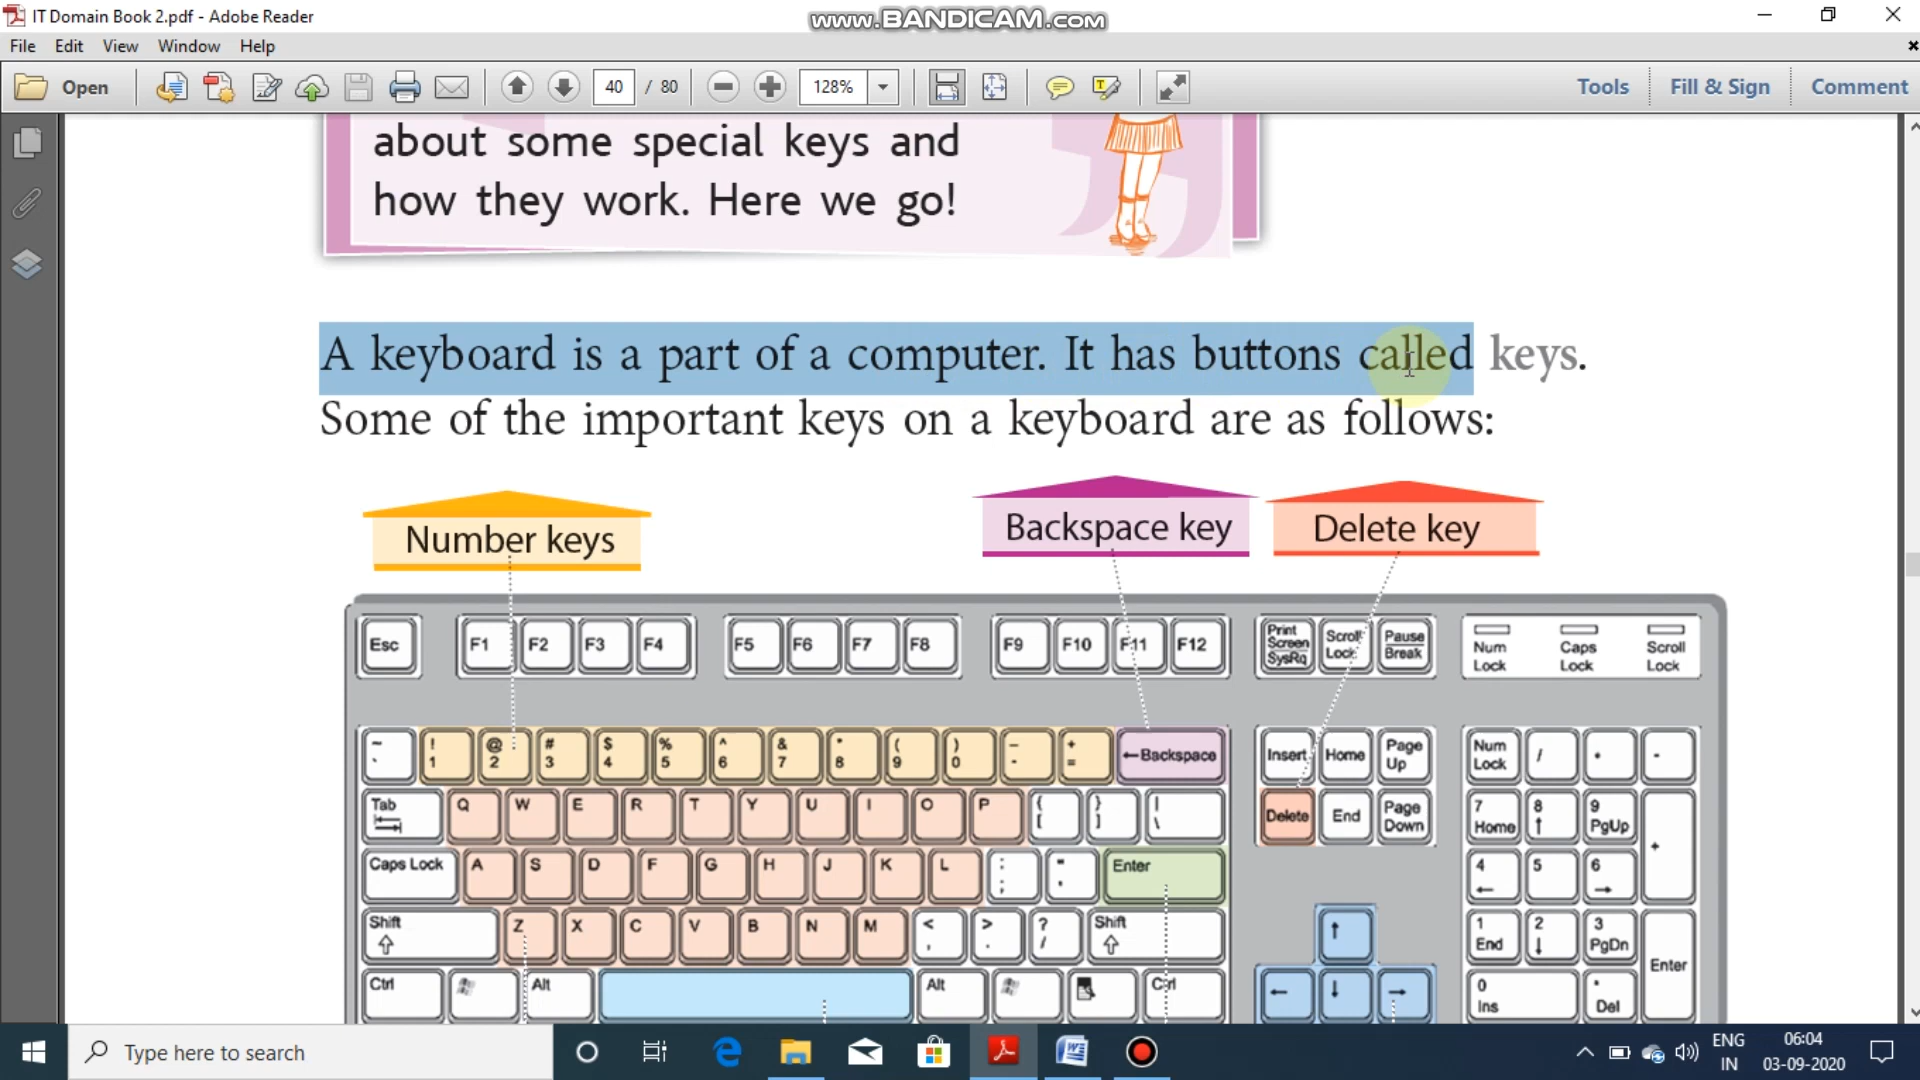 IT Domain Book 2.pdf - Adobe Reader
www.BANDICAM.com
File Edit View Window Help
Open 40 / 80 128% Tools Fill & Sign Comment
about some special keys and
how they work. Here we go!
A keyboard is a part of a computer. It has buttons called keys.
Some of the important keys on a keyboard are as follows:
Number keys
Backspace key
Delete key
Esc F1 F2 F3 F4 F5 F6 F7 F8 F9 F10 F11 F12
Print Screen SysRq
Scroll Lock
Pause Break
Num Lock
Caps Lock
Scroll Lock
~ `
! 1
@ 2
# 3
$ 4
% 5
^ 6
& 7
* 8
( 9
) 0
– -
+ =
←Backspace
Insert Home Page Up
Num Lock / * -
Tab Q W E R T Y U I O P { [ } ] | \
Delete End Page Down
7 Home 8 ↑ 9 PgUp +
Caps Lock A S D F G H J K L : ; " ' Enter
4 ← 5 6 →
Shift ⇧ Z X C V B N M < , > . ? / Shift ⇧
↑
1 End 2 ↓ 3 PgDn Enter
Ctrl Alt Alt Ctrl
← ↓ →
0 Ins . Del
Type here to search
ENG
IN
06:04
03-09-2020